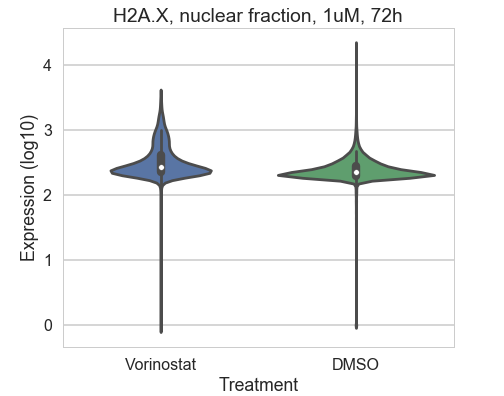 H2A.X, nuclear fraction, 1uM, 72h
4
3
2
1
0
Expression (log10)
Vorinostat
DMSO
Treatment